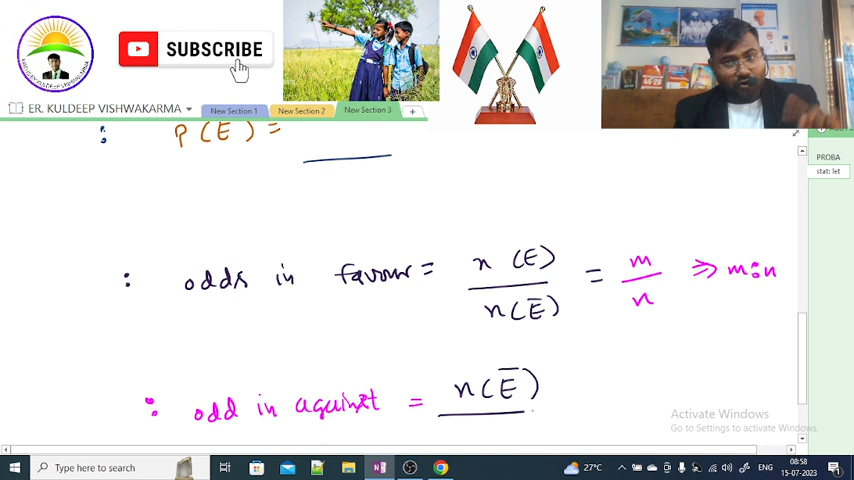 SUBSCRIBE
ER. KULDEEP VISHWAKARMA
New Section 1
New Section 2
New Section 3
+
PROBA
stat: let
: P(E) =
: odds in favour = n(E) / n(E̅) = m / n ⇒ m:n
: odd in against = n(E̅)
Activate Windows
Go to Settings to activate Windows.
Type here to search
27°C
ENG
08:58
15-07-2023